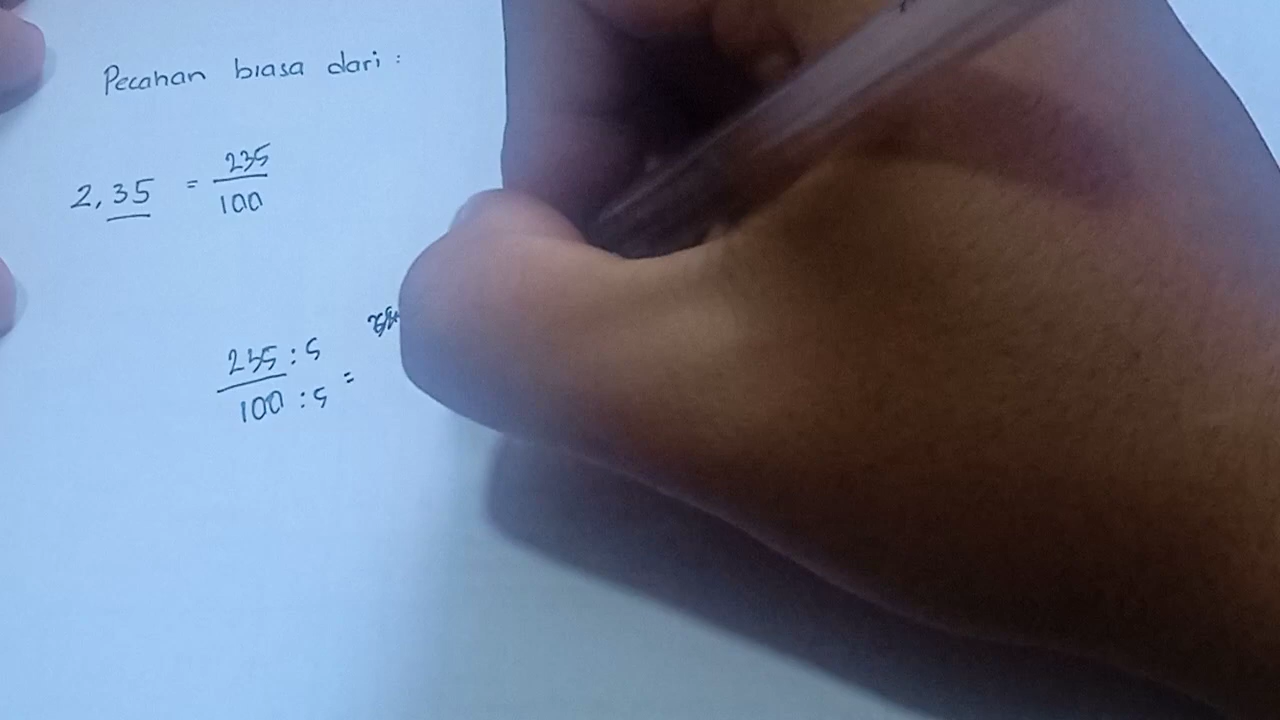 Pecahan biasa dari :
2,35 = 235/100
235 : 5 / 100 : 5 =